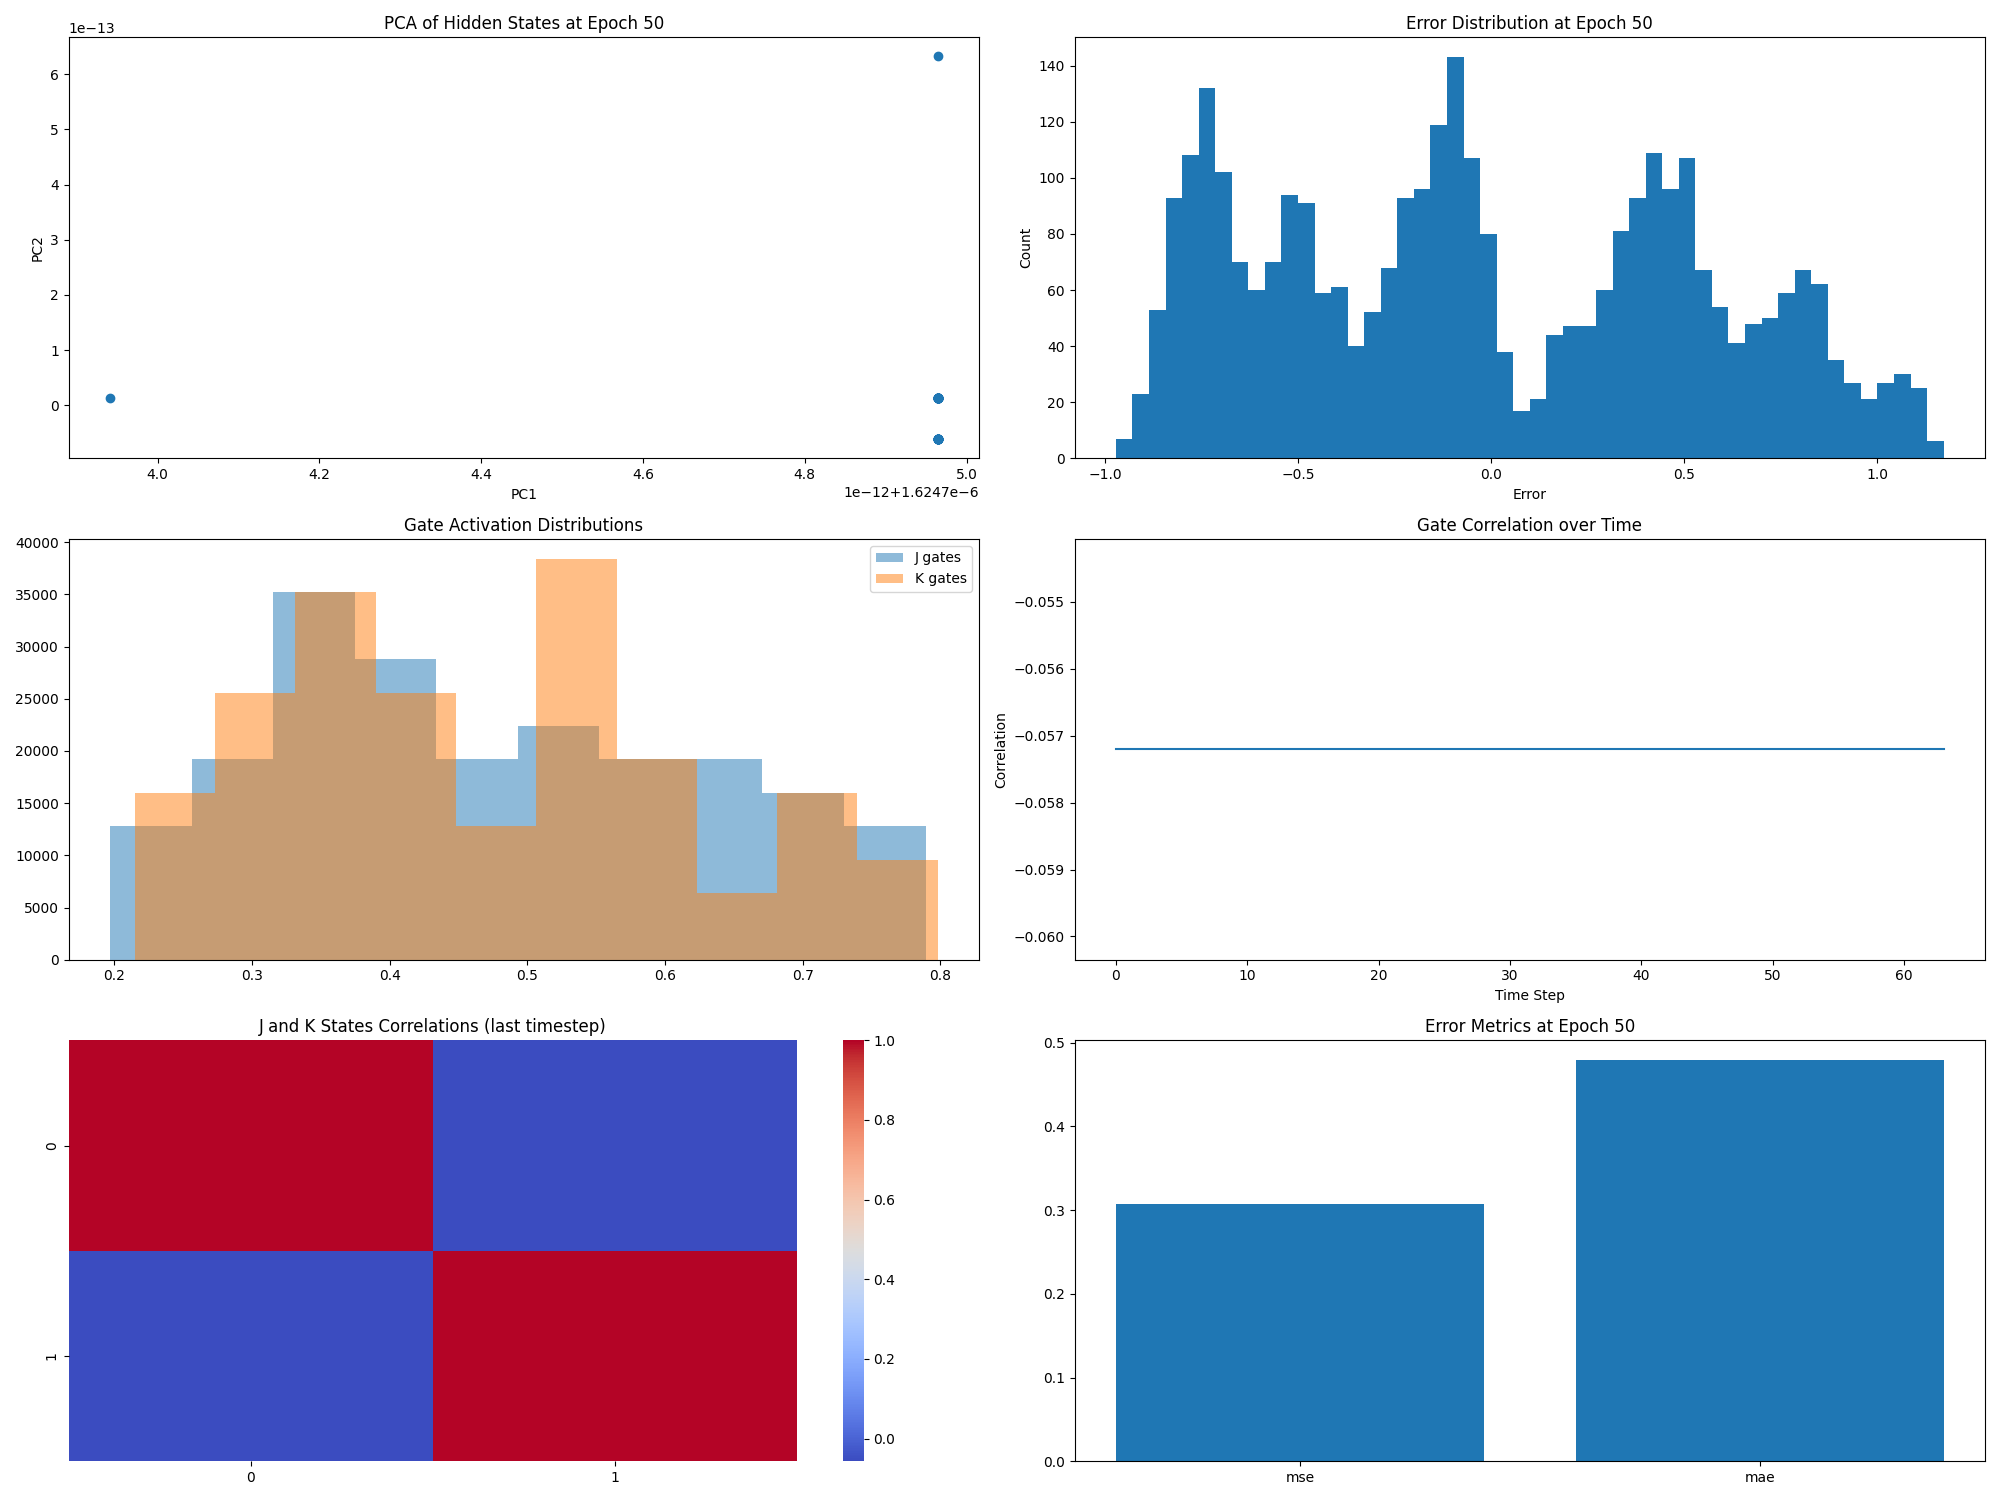 PCA of Hidden States at Epoch 50
1e−13
6
5
4
3
2
1
0
PC2
4.0 4.2 4.4 4.6 4.8 5.0
PC1
1e−12+1.6247e−6
Error Distribution at Epoch 50
140
120
100
80
60
40
20
0
Count
−1.0 −0.5 0.0 0.5 1.0
Error
Gate Activation Distributions
40000
35000
30000
25000
20000
15000
10000
5000
0
J gates
K gates
0.2 0.3 0.4 0.5 0.6 0.7 0.8
Gate Correlation over Time
−0.055
−0.056
−0.057
−0.058
−0.059
−0.060
Correlation
0 10 20 30 40 50 60
Time Step
J and K States Correlations (last timestep)
0
1
0 1
1.0
0.8
0.6
0.4
0.2
0.0
Error Metrics at Epoch 50
0.5
0.4
0.3
0.2
0.1
0.0
mse mae